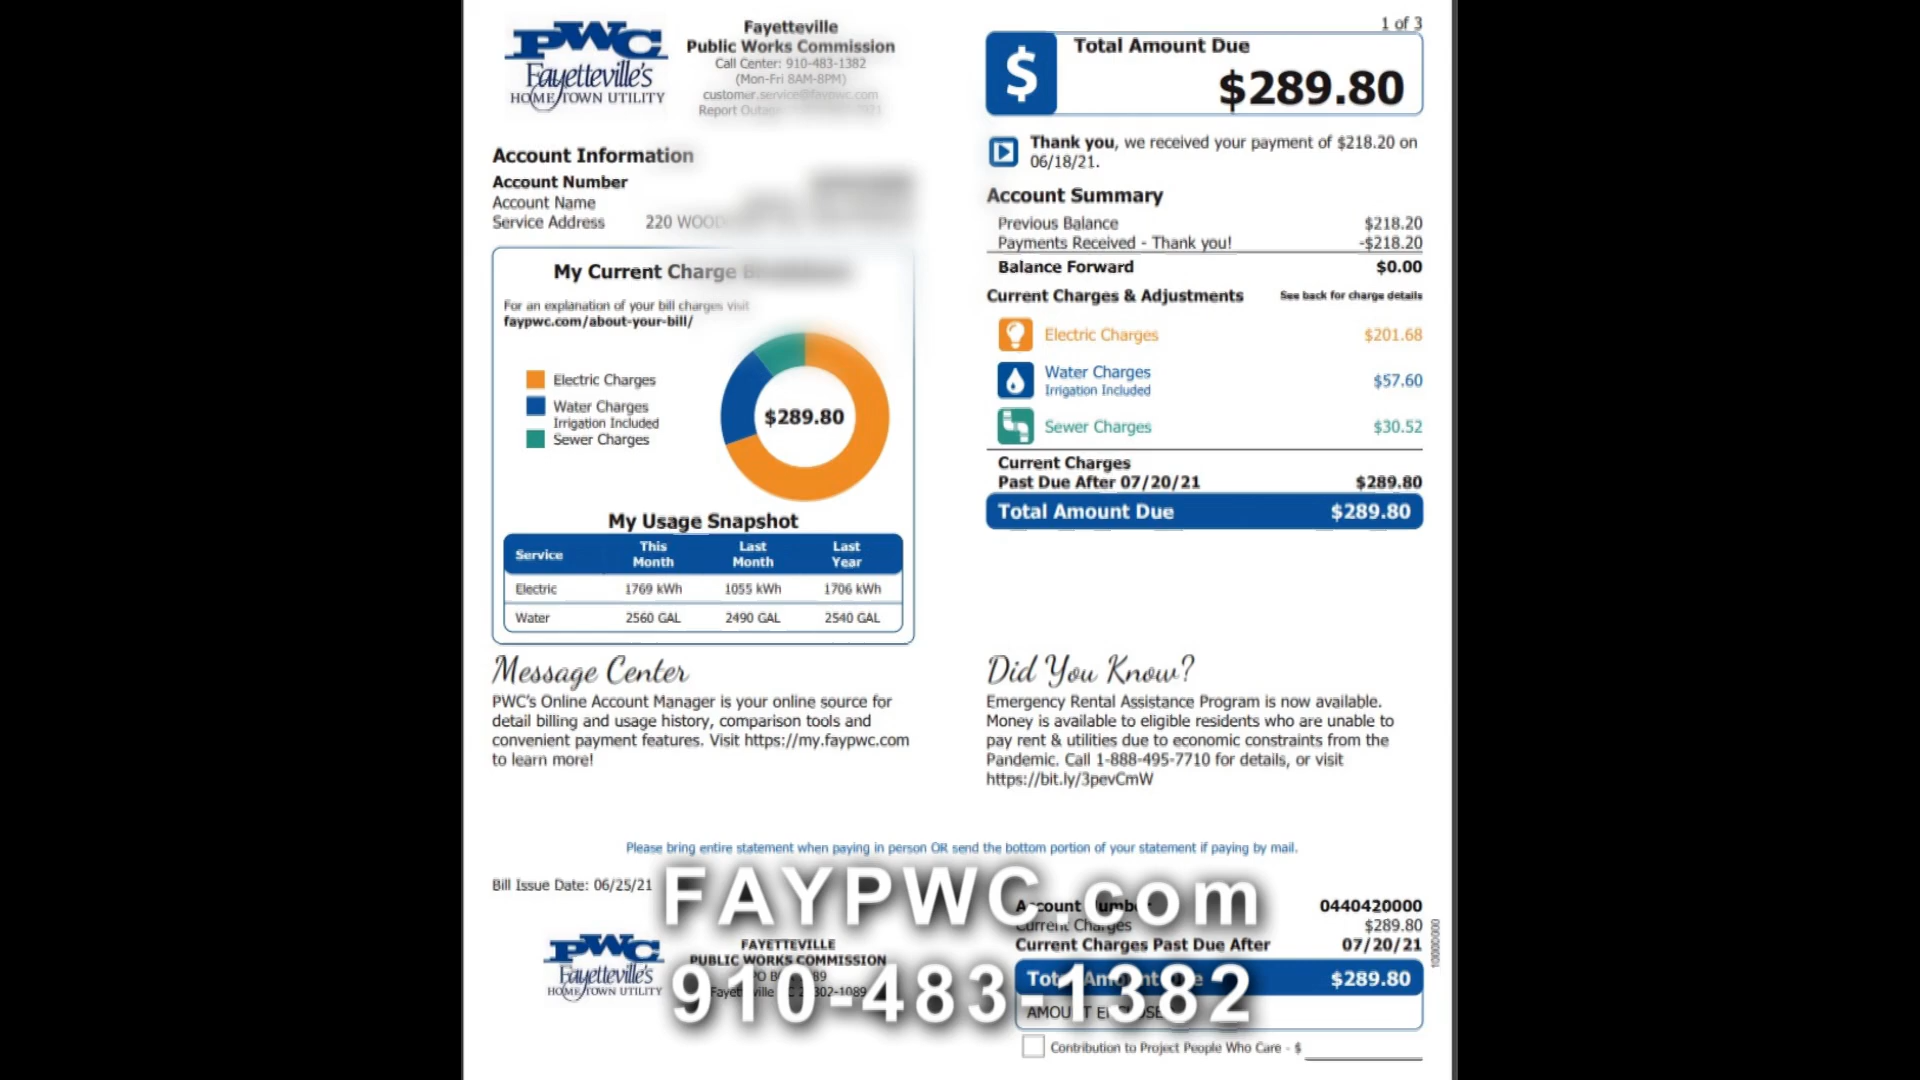 1 of 3
PWC
Fayetteville's
HOMETOWN UTILITY
Fayetteville
Public Works Commission
Call Center: 910-483-1382
(Mon-Fri 8AM-8PM)
customer.service@faypwc.com
Report
Total Amount Due
$
$289.80
Thank you, we received your payment of $218.20 on
06/18/21.
Account Information
Account Number
Account Name
Service Address 220
My Current Charge
For an explanation of your bill charges visit
faypwc.com/about-your-bill/
Electric Charges
Water Charges
Irrigation Included
Sewer Charges
$289.80
My Usage Snapshot
Service This Month Last Month Last Year
Electric 1769 kWh 1055 kWh 1706 kWh
Water 2560 GAL 2490 GAL 2540 GAL
Account Summary
Previous Balance $218.20
Payments Received - Thank you! -$218.20
Balance Forward $0.00
Current Charges & Adjustments See back for charge details
Electric Charges $201.68
Water Charges $57.60
Irrigation Included
Sewer Charges $30.52
Current Charges
Past Due After 07/20/21 $289.80
Total Amount Due $289.80
Message Center
PWC's Online Account Manager is your online source for
detail billing and usage history, comparison tools and
convenient payment features. Visit https://my.faypwc.com
to learn more!
Did You Know?
Emergency Rental Assistance Program is now available.
Money is available to eligible residents who are unable to
pay rent & utilities due to economic constraints from the
Pandemic. Call 1-888-495-7710 for details, or visit
https://bit.ly/3pevCmW
Please bring entire statement when paying in person OR send the bottom portion of your statement if paying by mail.
Bill Issue Date: 06/25/21
FAYPWC.com
910-483-1382
PWC
Fayetteville's
HOMETOWN UTILITY
FAYETTEVILLE
PUBLIC WORKS COMMISSION
Account Number 0440420000
Current Charges $289.80
Current Charges Past Due After 07/20/21
Total Amount Due $289.80
AMOUNT
Contribution to Project People Who Care - $